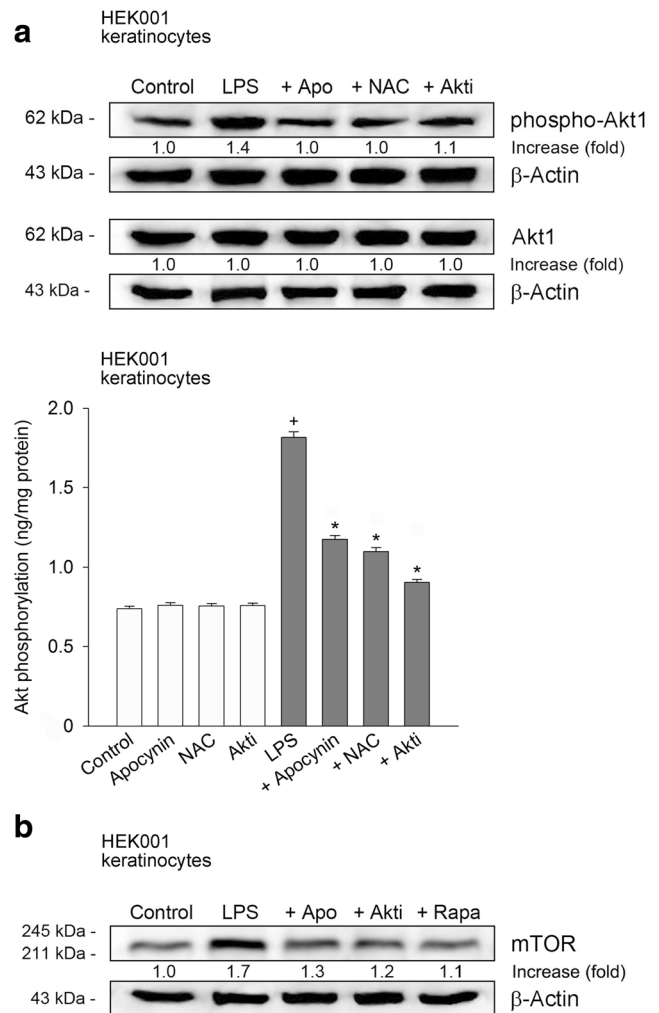 a
HEK001
keratinocytes
Control LPS + Apo + NAC + Akti
62 kDa - phospho-Akt1
1.0 1.4 1.0 1.0 1.1 Increase (fold)
43 kDa - β-Actin
62 kDa - Akt1
1.0 1.0 1.0 1.0 1.0 Increase (fold)
43 kDa - β-Actin
HEK001
keratinocytes
Akt phosphorylation (ng/mg protein)
2.0
1.5
1.0
0.5
0
+
*
*
*
Control
Apocynin
NAC
Akti
LPS
+ Apocynin
+ NAC
+ Akti
b
HEK001
keratinocytes
Control LPS + Apo + Akti + Rapa
245 kDa -
211 kDa -
mTOR
1.0 1.7 1.3 1.2 1.1 Increase (fold)
43 kDa - β-Actin